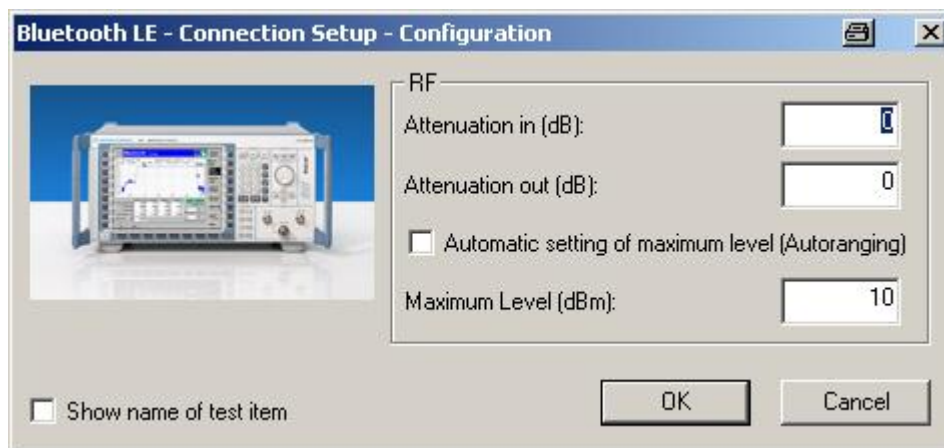 Bluetooth LE - Connection Setup - Configuration
RF
Attenuation in (dB): 0
Attenuation out (dB): 0
Automatic setting of maximum level (Autoranging)
Maximum Level (dBm): 10
Show name of test item
OK
Cancel